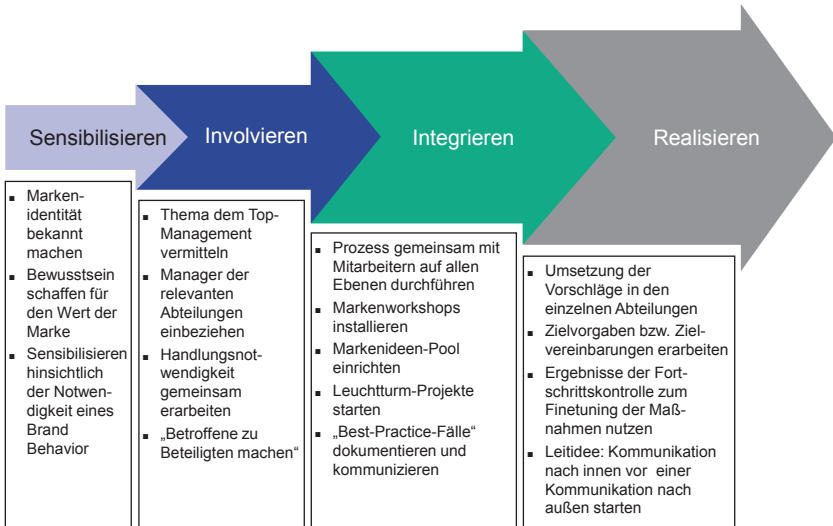 Sensibilisieren
Involvieren
Integrieren
Realisieren
▪ Marken-
identität
bekannt
machen
▪ Bewusstsein
schaffen für
den Wert der
Marke
▪ Sensibilisieren
hinsichtlich
der Notwen-
digkeit eines
Brand
Behavior
▪ Thema dem Top-
Management
vermitteln
▪ Manager der
relevanten
Abteilungen
einbeziehen
▪ Handlungsnot-
wendigkeit
gemeinsam
erarbeiten
▪ „Betroffene zu
Beteiligten machen“
▪ Prozess gemeinsam mit
Mitarbeitern auf allen
Ebenen durchführen
▪ Markenworkshops
installieren
▪ Markenideen-Pool
einrichten
▪ Leuchtturm-Projekte
starten
▪ „Best-Practice-Fälle“
dokumentieren und
kommunizieren
▪ Umsetzung der
Vorschläge in den
einzelnen Abteilungen
▪ Zielvorgaben bzw. Ziel-
vereinbarungen erarbeiten
▪ Ergebnisse der Fort-
schrittskontrolle zum
Finetuning der Maß-
nahmen nutzen
▪ Leitidee: Kommunikation
nach innen vor einer
Kommunikation nach
außen starten